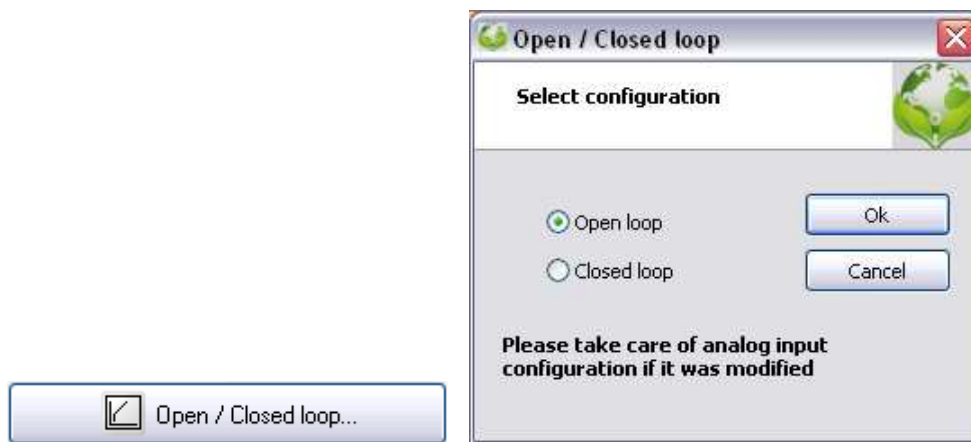 Open / Closed loop...
Open / Closed loop
Select configuration
Open loop
Ok
Closed loop
Cancel
Please take care of analog input
configuration if it was modified